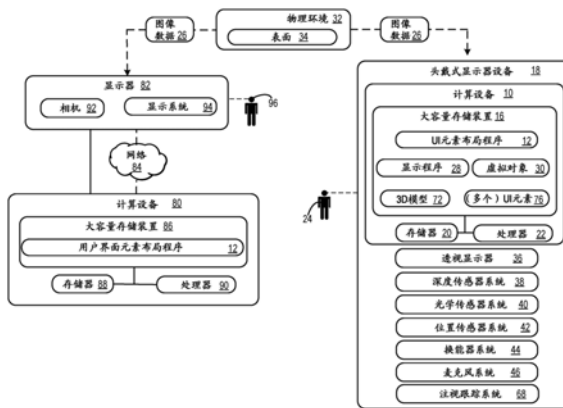 物理环境 32
表面 34
图像
数据 26
图像
数据 26
显示器 82
相机 92
显示系统 94
96
网络
84
计算设备 80
大容量存储装置 86
用户界面元素布局程序 12
存储器 88
处理器 90
头戴式显示器设备 18
计算设备 10
大容量存储装置 16
UI元素布局程序 12
显示程序 28
虚拟对象 30
3D模型 72
(多个) UI元素 76
存储器 20
处理器 22
24
透视显示器 36
深度传感器系统 38
光学传感器系统 40
位置传感器系统 42
换能器系统 44
麦克风系统 46
注视跟踪系统 68